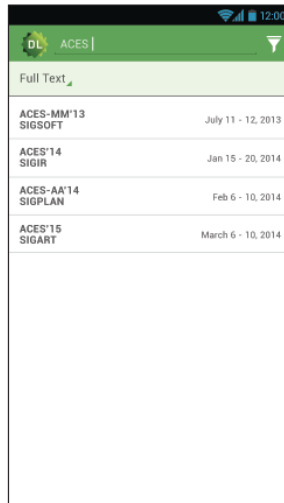 12:00
DL ACES
Full Text
ACES-MM'13
SIGSOFT
July 11 - 12, 2013
ACES'14
SIGIR
Jan 15 - 20, 2014
ACES-AA'14
SIGPLAN
Feb 6 - 10, 2014
ACES'15
SIGART
March 6 - 10, 2014